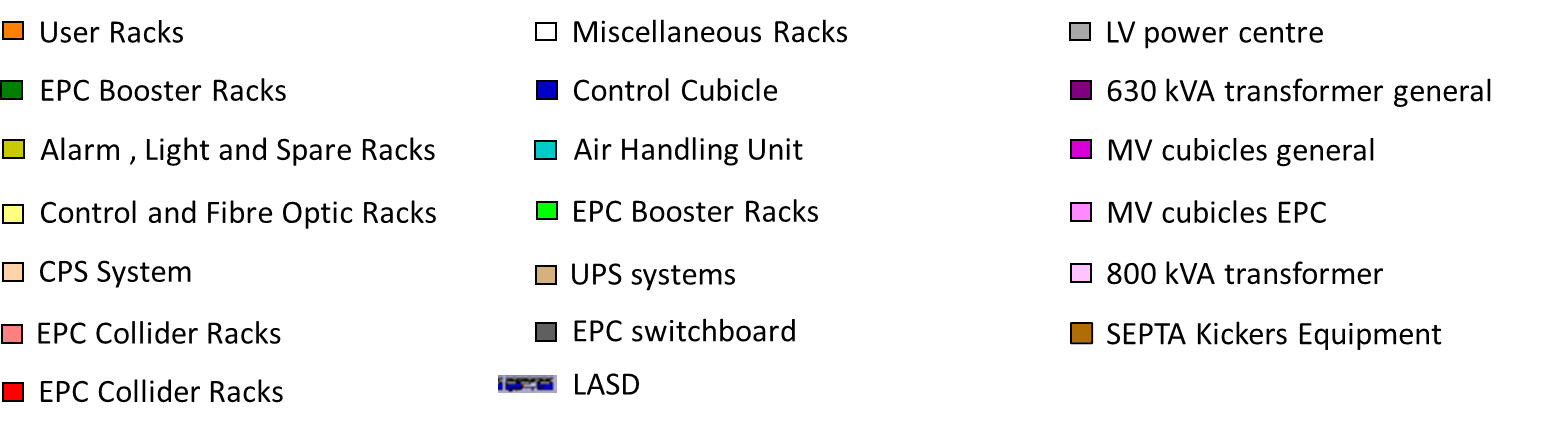 User Racks
EPC Booster Racks
Alarm , Light and Spare Racks
Control and Fibre Optic Racks
CPS System
EPC Collider Racks
EPC Collider Racks
Miscellaneous Racks
Control Cubicle
Air Handling Unit
EPC Booster Racks
UPS systems
EPC switchboard
LASD
LV power centre
630 kVA transformer general
MV cubicles general
MV cubicles EPC
800 kVA transformer
SEPTA Kickers Equipment